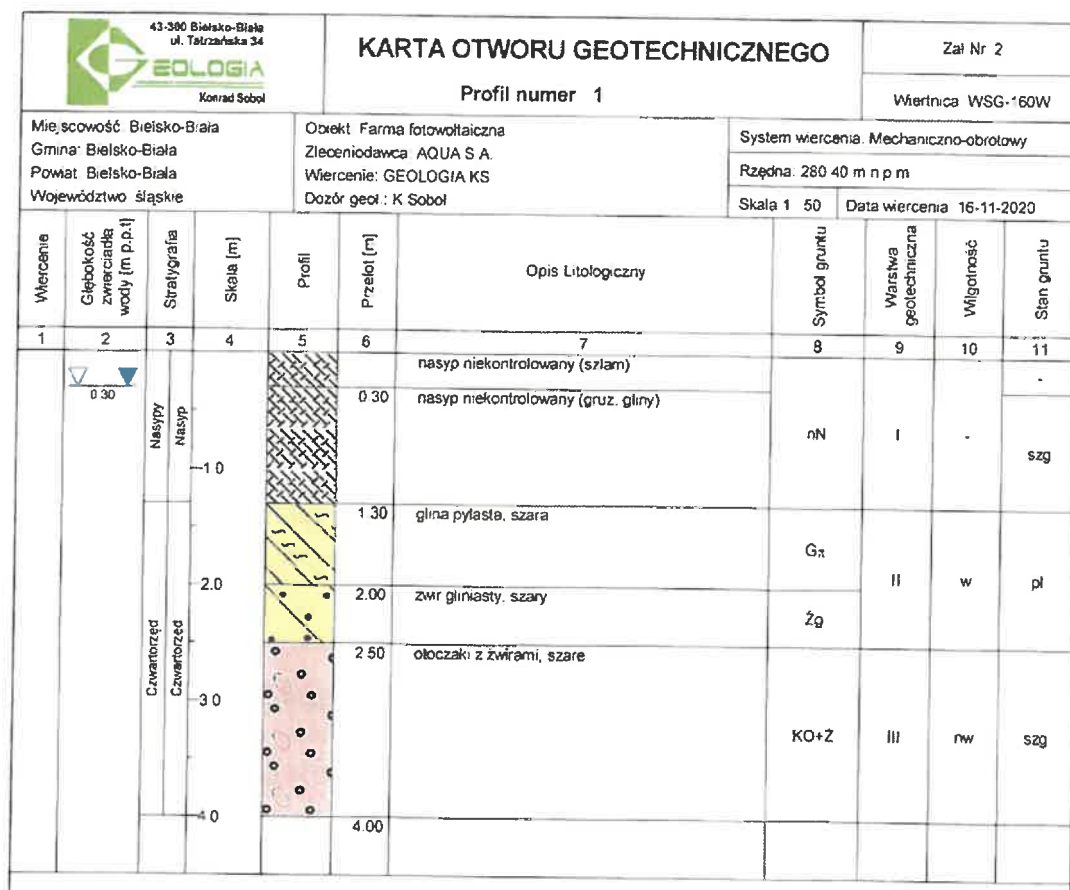 43-300 Bielsko-Biała
ul. Tatrzańska 34
GEOLOGIA
Konrad Sobol
KARTA OTWORU GEOTECHNICZNEGO
Profil numer 1
Zał Nr 2
Wiertnica WSG-160W
Miejscowość: Bielsko-Biała
Gmina: Bielsko-Biała
Powiat: Bielsko-Biała
Województwo śląskie
Obiekt Farma fotowoltaiczna
Zleceniodawca AQUA S A.
Wiercenie: GEOLOGIA KS
Dozór geol.: K Sobol
System wiercenia. Mechaniczno-obrotowy
Rzędna: 280 40 m n p m
Skala 1 50 Data wiercenia 16-11-2020
Wiercenie
Głębokość zwierciadła wody [m p.p.t]
Stratygrafia
Skala [m]
Profil
Przelot [m]
Opis Litologiczny
Symbol gruntu
Warstwa geotechniczna
Wilgotność
Stan gruntu
1 2 3 4 5 6 7 8 9 10 11
nasyp niekontrolowany (szlam)
-
0 30
0 30 nasyp niekontrolowany (gruz. gliny)
Nasypy
Nasyp
nN I - szg
1 0
1 30 glina pylasta, szara
Gπ
II w pl
2.0
2.00 żwir gliniasty, szary
Żg
2 50 otoczaki z żwirami, szare
Czwartorzęd
Czwartorzęd
3 0
KO+Ż III nw szg
4 0
4.00